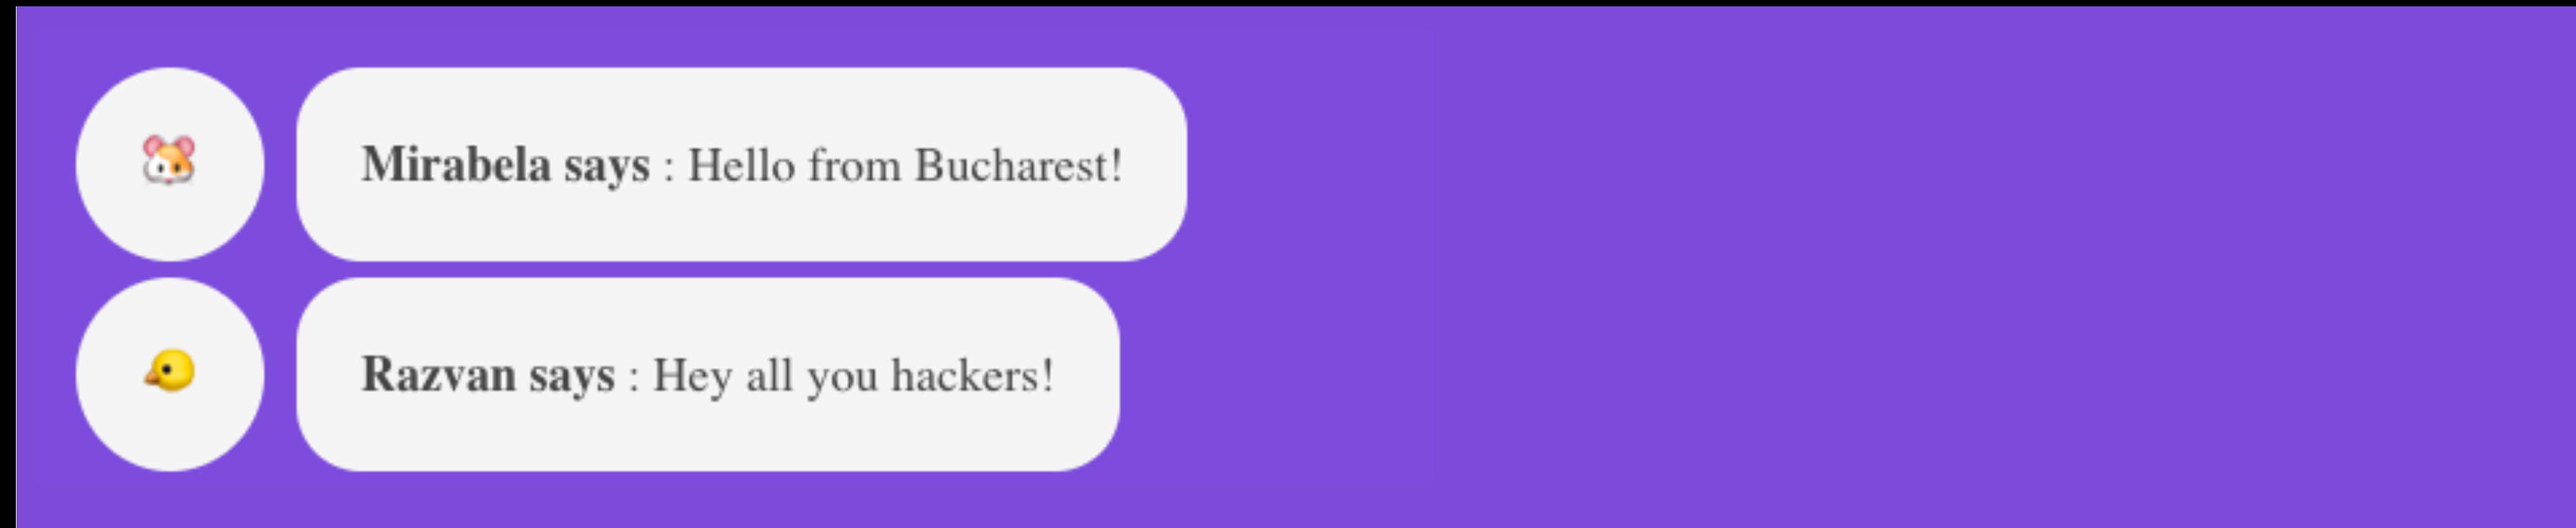 Mirabela says : Hello from Bucharest!
Razvan says : Hey all you hackers!